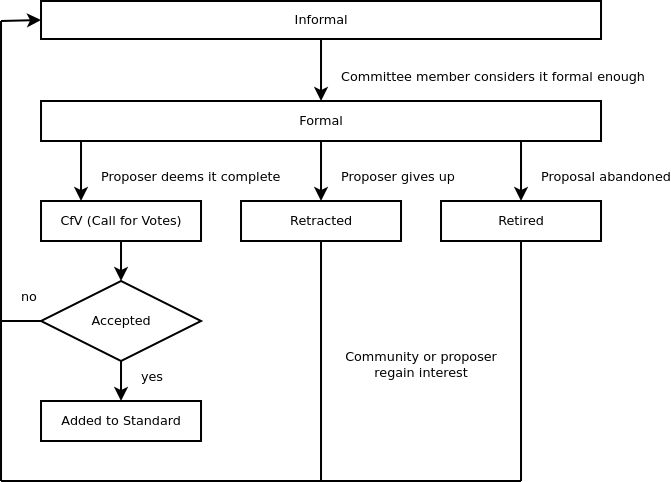 Informal
Committee member considers it formal enough
Formal
Proposer deems it complete
Proposer gives up
Proposal abandoned
CfV (Call for Votes)
Retracted
Retired
no
Accepted
Community or proposer
regain interest
yes
Added to Standard